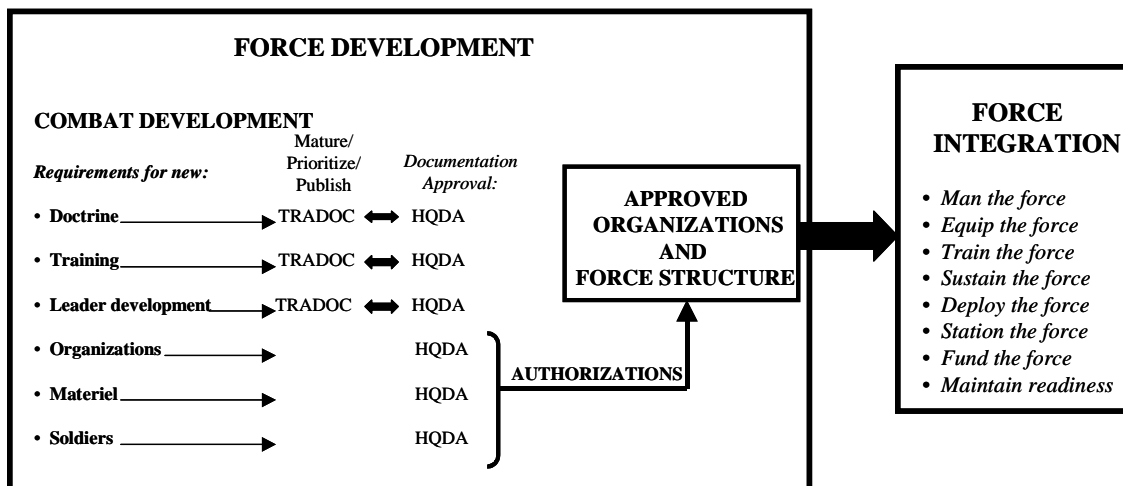 FORCE DEVELOPMENT
COMBAT DEVELOPMENT
Mature/
Prioritize/
Publish
Documentation
Approval:
Requirements for new:
• Doctrine TRADOC HQDA
• Training TRADOC HQDA
• Leader development TRADOC HQDA
• Organizations HQDA
• Materiel HQDA
• Soldiers HQDA
AUTHORIZATIONS
APPROVED
ORGANIZATIONS
AND
FORCE STRUCTURE
FORCE
INTEGRATION
• Man the force
• Equip the force
• Train the force
• Sustain the force
• Deploy the force
• Station the force
• Fund the force
• Maintain readiness